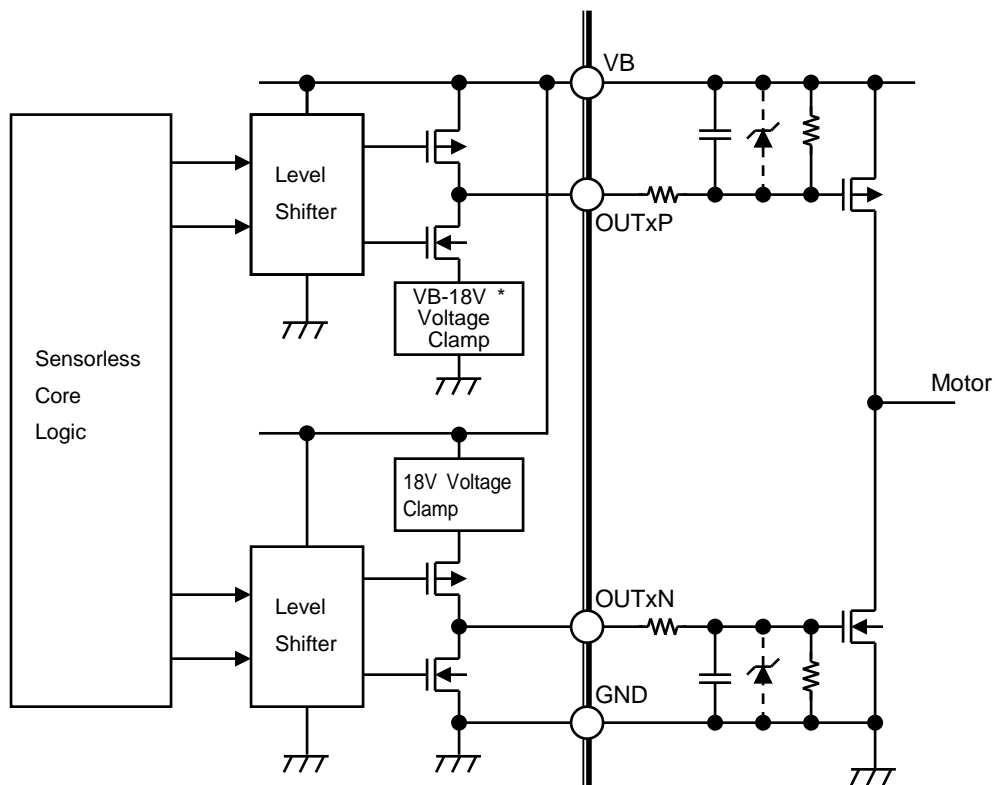 VB
Level
Shifter
OUTxP
VB-18V *
Voltage
Clamp
Sensorless
Core
Logic
Motor
18V Voltage
Clamp
OUTxN
Level
Shifter
GND